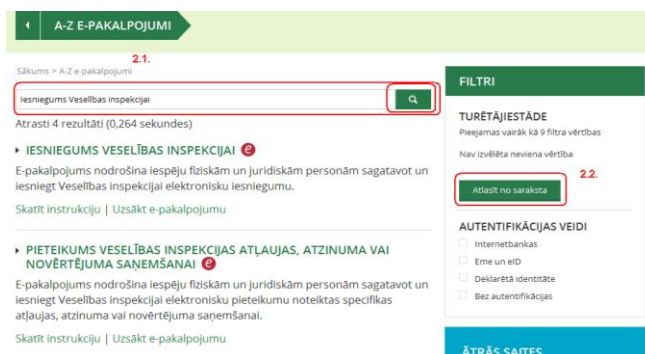 A-Z E-PAKALPOJUMI
2.1.
Sākums > A-Z e-pakalpojumi
Iesniegums Veselības inspekcijai
Atrasti 4 rezultāti (0,264 sekundes)
IESNIEGUMS VESELĪBAS INSPEKCIJAI e
E-pakalpojums nodrošina iespēju fiziskām un juridiskām personām sagatavot un
iesniegt Veselības inspekcijai elektronisku iesniegumu.
Skatīt instrukciju | Uzsākt e-pakalpojumu
PIETEIKUMS VESELĪBAS INSPEKCIJAS ATĻAUJAS, ATZINUMA VAI
NOVĒRTĒJUMA SAŅEMŠANAI e
E-pakalpojums nodrošina iespēju fiziskām un juridiskām personām sagatavot un
iesniegt Veselības inspekcijai elektronisku pieteikumu noteiktas specifikas
atļaujas, atzinuma vai novērtējuma saņemšanai.
Skatīt instrukciju | Uzsākt e-pakalpojumu
FILTRI
TURĒTĀJIESTĀDE
Pieejamas vairāk kā 9 filtra vērtības
Nav izvēlēta neviena vērtība
2.2.
Atlasīt no saraksta
AUTENTIFIKĀCIJAS VEIDI
Internetbankas
Eme un eID
Deklarētā identitāte
Bez autentifikācijas
ĀTRĀS SAITES